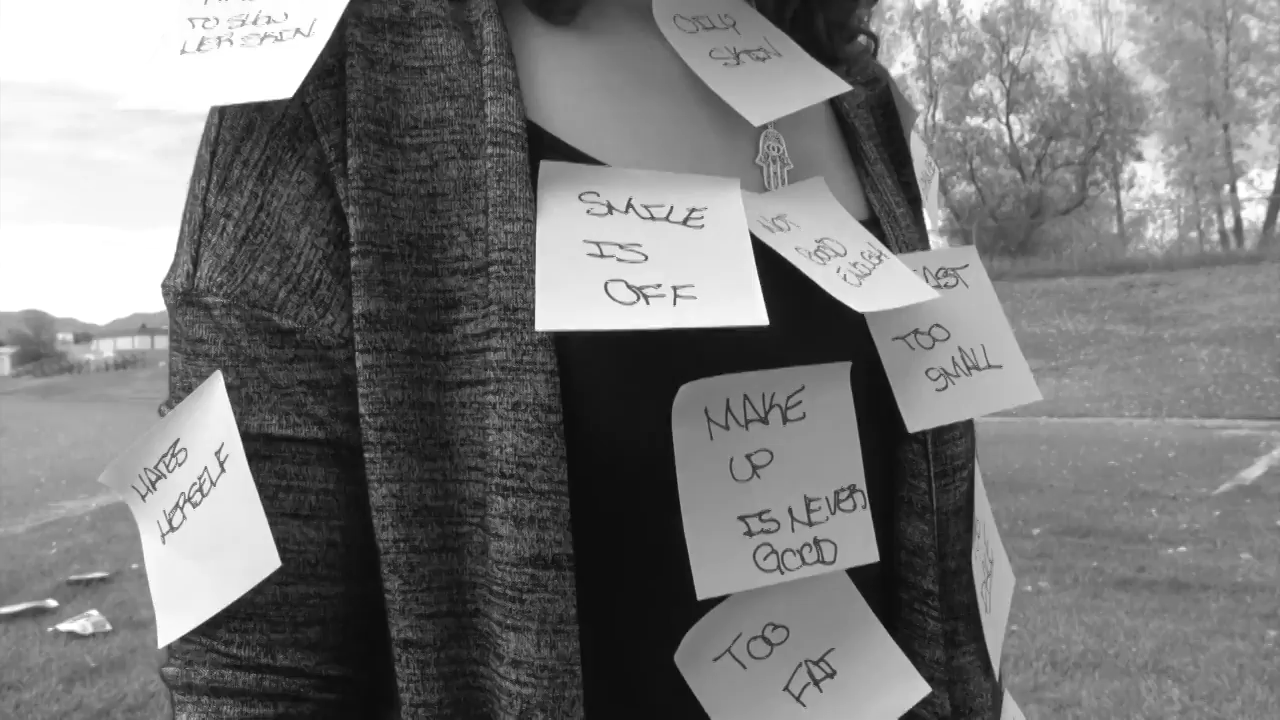 TO SHOW
HER SKIN
OILY
SKIN
SMILE
IS
OFF
NOT
GOOD
ENOUGH
TOO
SMALL
MAKE
UP
IS NEVER
GOOD
HATES
HERSELF
TOO
FAT